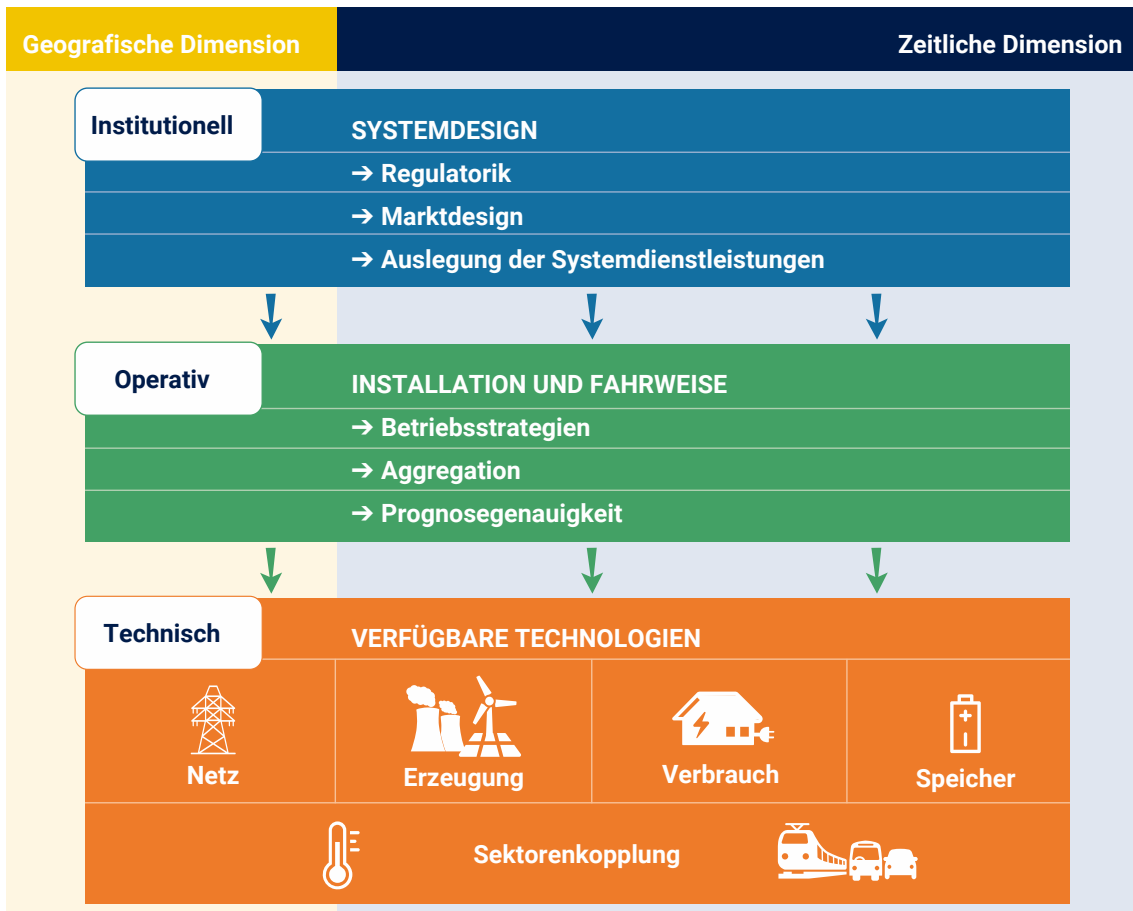 Geografische Dimension
Zeitliche Dimension
Institutionell
SYSTEMDESIGN
➔ Regulatorik
➔ Marktdesign
➔ Auslegung der Systemdienstleistungen
Operativ
INSTALLATION UND FAHRWEISE
➔ Betriebsstrategien
➔ Aggregation
➔ Prognosegenauigkeit
Technisch
VERFÜGBARE TECHNOLOGIEN
Netz
Erzeugung
Verbrauch
Speicher
Sektorenkopplung